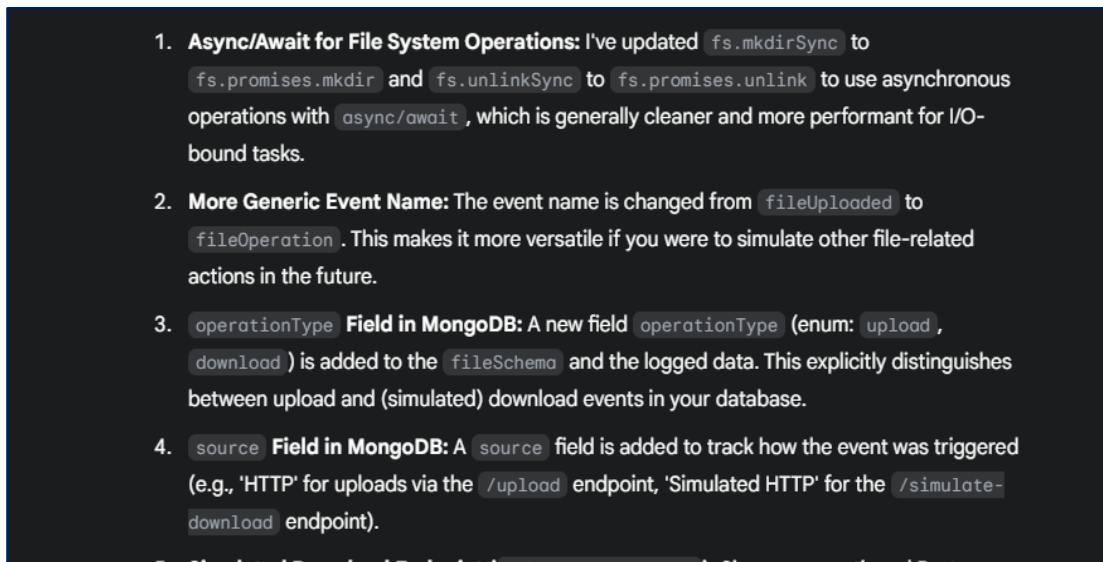 1. Async/Await for File System Operations: I've updated fs.mkdirSync to
fs.promises.mkdir and fs.unlinkSync to fs.promises.unlink to use asynchronous
operations with async/await , which is generally cleaner and more performant for I/O-
bound tasks.
2. More Generic Event Name: The event name is changed from fileUploaded to
fileOperation . This makes it more versatile if you were to simulate other file-related
actions in the future.
3. operationType Field in MongoDB: A new field operationType (enum: upload ,
download ) is added to the fileSchema and the logged data. This explicitly distinguishes
between upload and (simulated) download events in your database.
4. source Field in MongoDB: A source field is added to track how the event was triggered
(e.g., 'HTTP' for uploads via the /upload endpoint, 'Simulated HTTP' for the /simulate-
download endpoint).